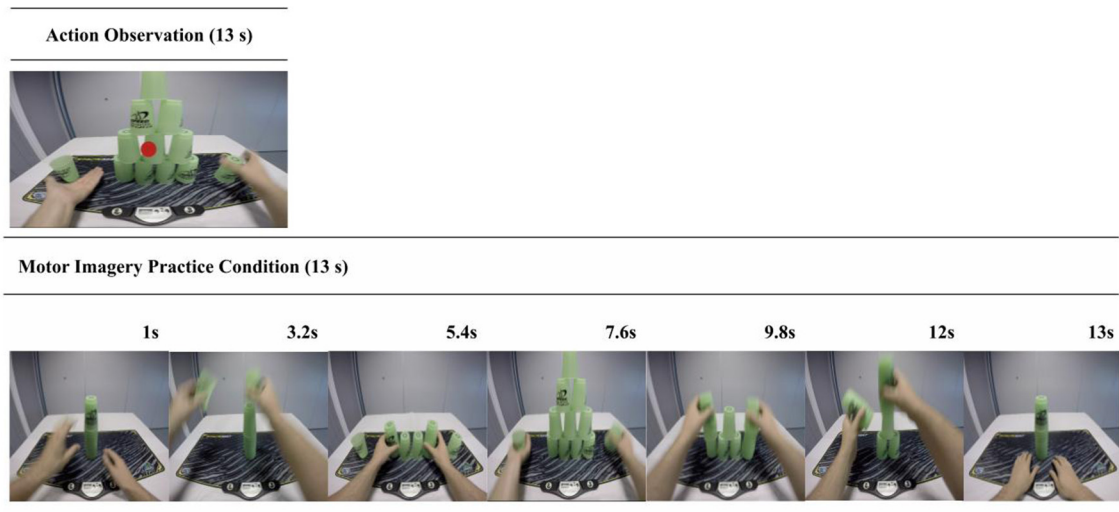 Action Observation (13 s)
Motor Imagery Practice Condition (13 s)
1s 3.2s 5.4s 7.6s 9.8s 12s 13s